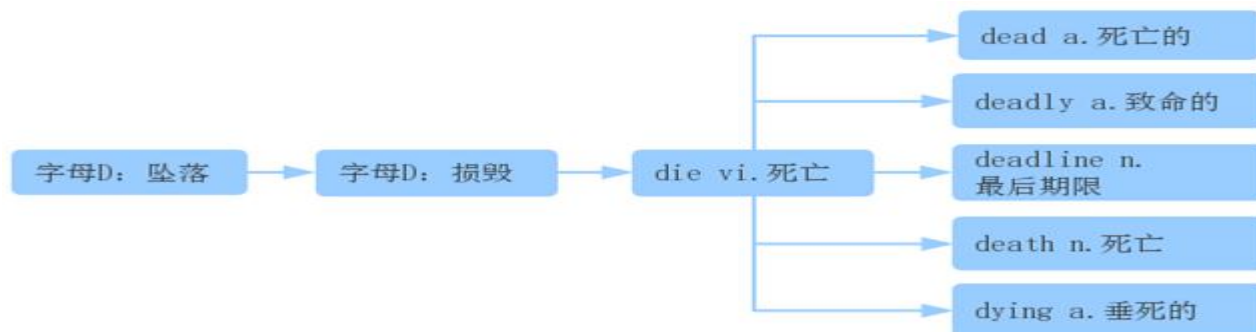 字母D：坠落
字母D：损毁
die vi.死亡
dead a.死亡的
deadly a.致命的
deadline n.
最后期限
death n.死亡
dying a.垂死的